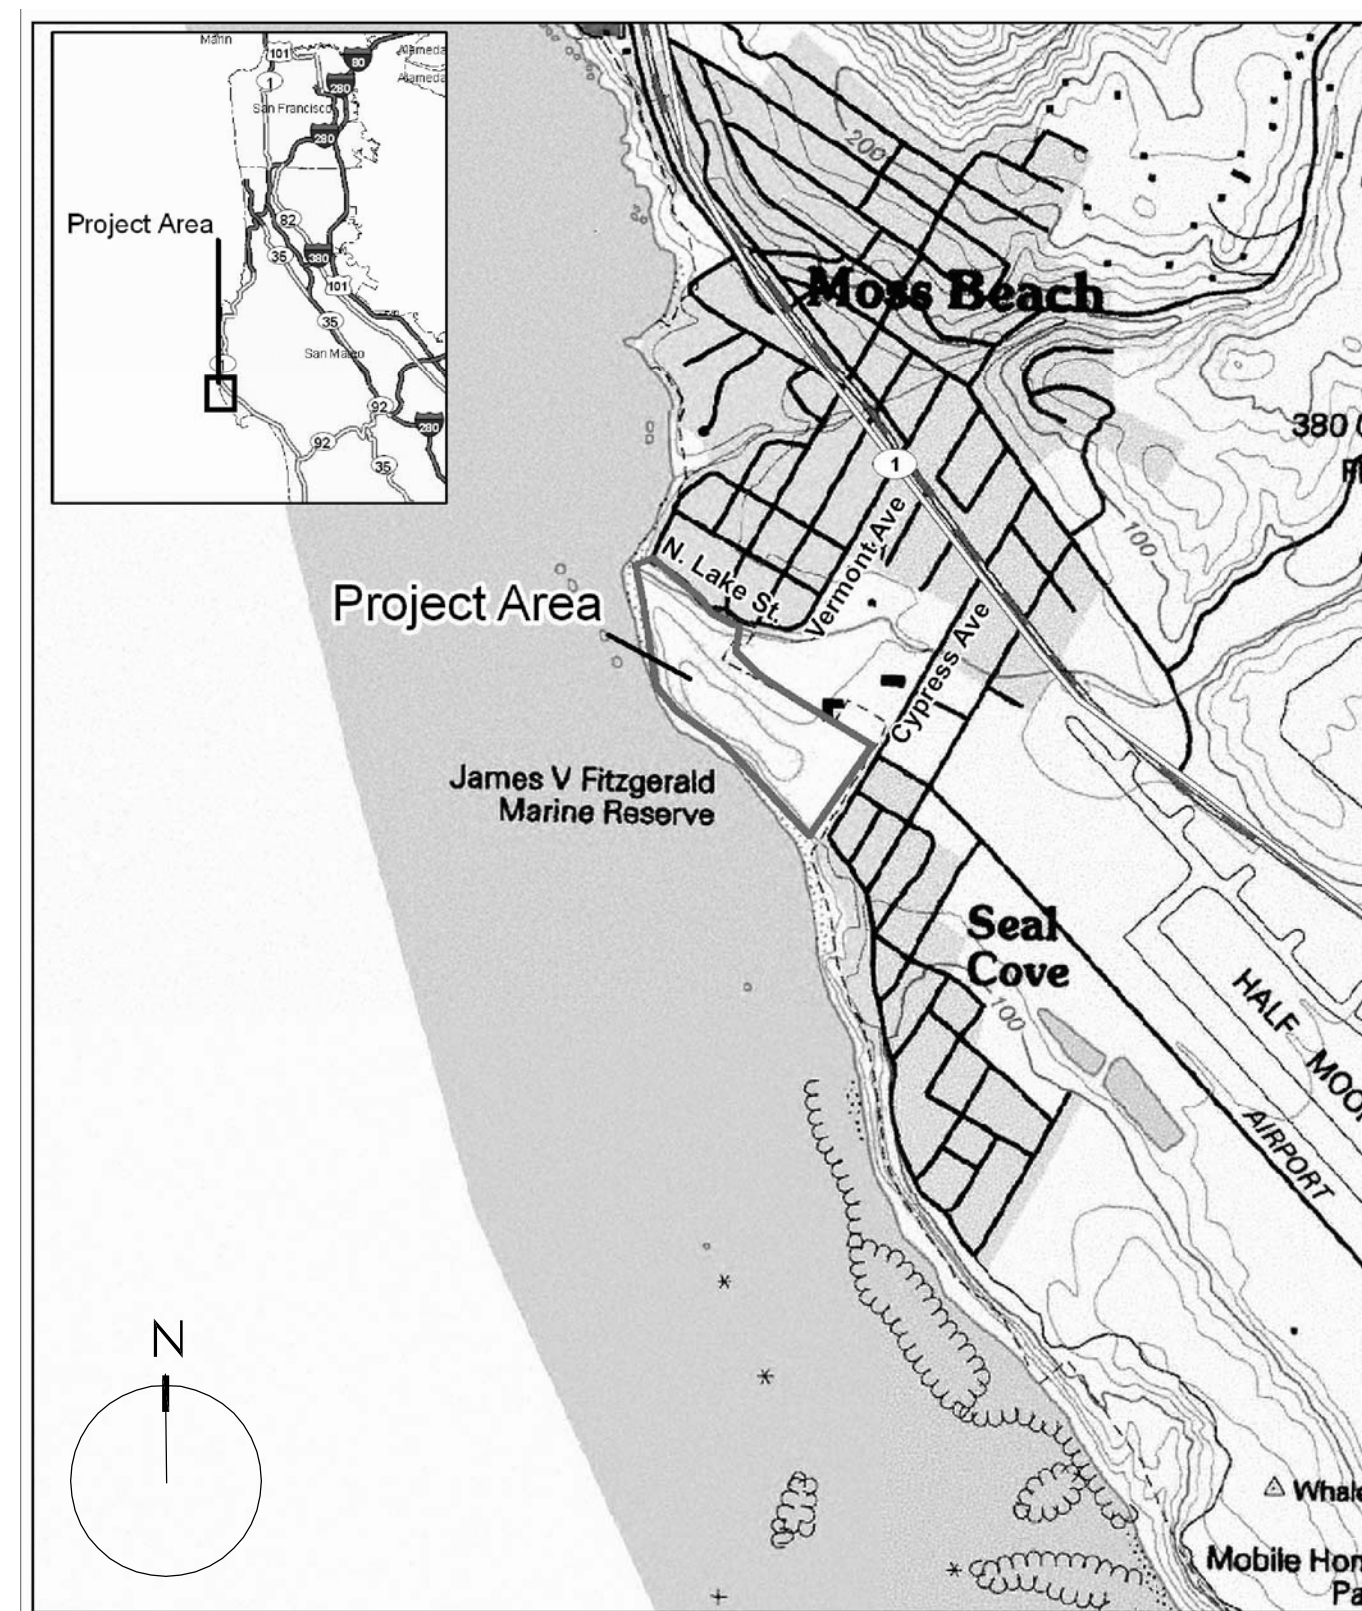 Marin
101
80
Alameda
Alameda
1
280
San Francisco
280
Project Area
82
35
380
101
35
San Mateo
1
92
280
92
35
200
Moss Beach
380
1
100
Vermont Ave
N. Lake St.
Project Area
Cypress Ave
James V Fitzgerald
Marine Reserve
Seal
Cove
100
HALF
MOO
AIRPORT
N
Whale
Mobile Hom
Pa